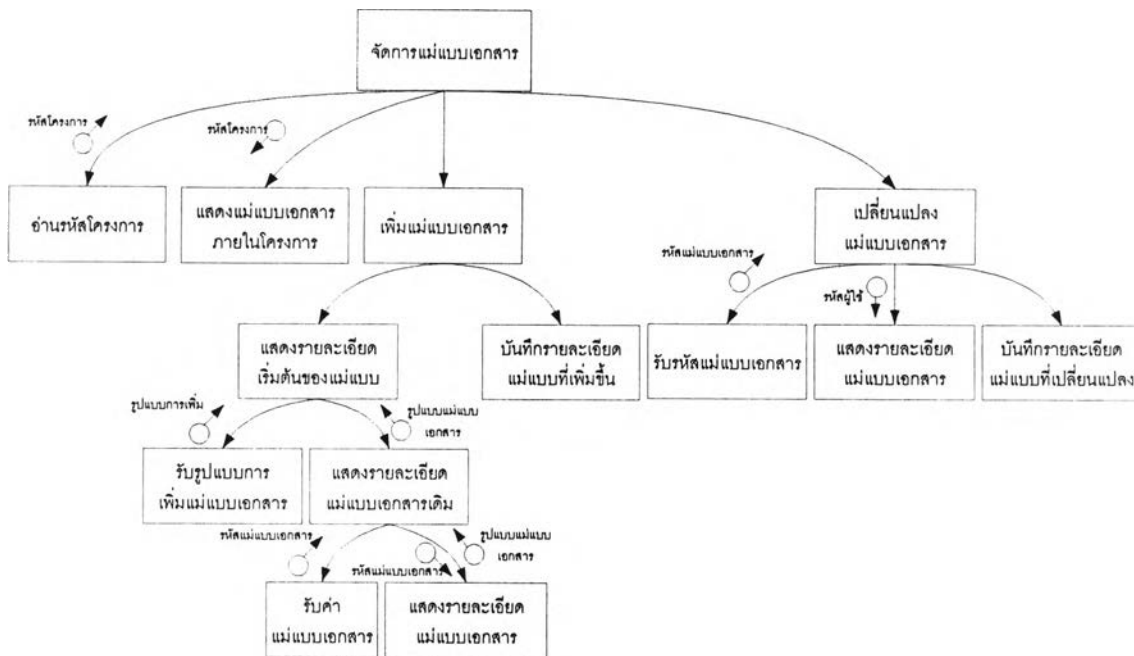 จัดการแม่แบบเอกสาร
รหัสโครงการ
รหัสโครงการ
อ่านรหัสโครงการ
แสดงแม่แบบเอกสาร
ภายในโครงการ
เพิ่มแม่แบบเอกสาร
เปลี่ยนแปลง
แม่แบบเอกสาร
รหัสแม่แบบเอกสาร
รหัสผู้ใช้
แสดงรายละเอียด
เริ่มต้นของแม่แบบ
บันทึกรายละเอียด
แม่แบบที่เพิ่มขึ้น
รับรหัสแม่แบบเอกสาร
แสดงรายละเอียด
แม่แบบเอกสาร
บันทึกรายละเอียด
แม่แบบที่เปลี่ยนแปลง
รูปแบบการเพิ่ม
รูปแบบแม่แบบ
เอกสาร
รับรูปแบบการ
เพิ่มแม่แบบเอกสาร
แสดงรายละเอียด
แม่แบบเอกสารเดิม
รหัสแม่แบบเอกสาร
รหัสแม่แบบเอกสาร
รูปแบบแม่แบบ
เอกสาร
รับค่า
แม่แบบเอกสาร
แสดงรายละเอียด
แม่แบบเอกสาร